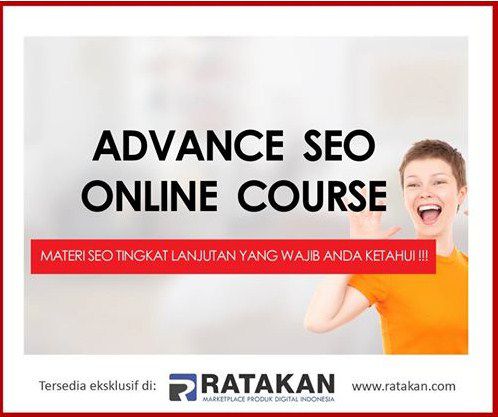 ADVANCE SEO
ONLINE COURSE
MATERI SEO TINGKAT LANJUTAN YANG WAJIB ANDA KETAHUI !!!
Tersedia eksklusif di: RATAKAN www.ratakan.com
MARKETPLACE PRODUK DIGITAL INDONESIA